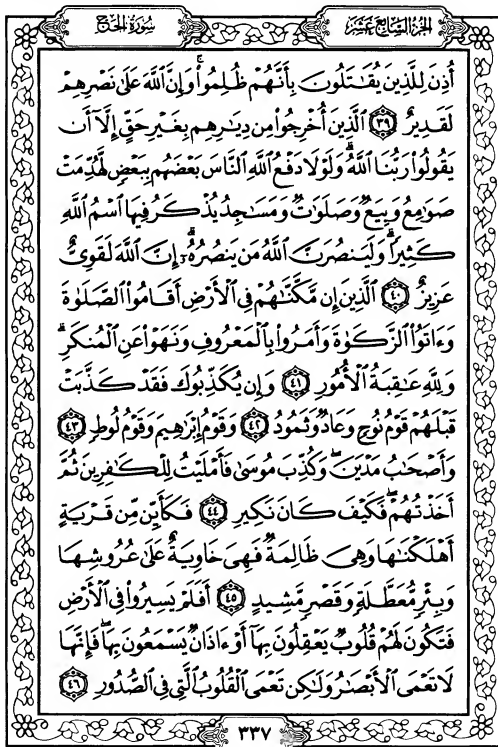 الجزء السابع عشر
سورة الحج
أُذِنَ لِلَّذِينَ يُقَٰتَلُونَ بِأَنَّهُمْ ظُلِمُوا۟ ۚ وَإِنَّ ٱللَّهَ عَلَىٰ نَصْرِهِمْ
لَقَدِيرٌ ٣٩ ٱلَّذِينَ أُخْرِجُوا۟ مِن دِيَٰرِهِم بِغَيْرِ حَقٍّ إِلَّآ أَن
يَقُولُوا۟ رَبُّنَا ٱللَّهُ ۗ وَلَوْلَا دَفْعُ ٱللَّهِ ٱلنَّاسَ بَعْضَهُم بِبَعْضٍ لَّهُدِّمَتْ
صَوَٰمِعُ وَبِيَعٌ وَصَلَوَٰتٌ وَمَسَٰجِدُ يُذْكَرُ فِيهَا ٱسْمُ ٱللَّهِ
كَثِيرًا ۗ وَلَيَنصُرَنَّ ٱللَّهُ مَن يَنصُرُهُۥٓ ۗ إِنَّ ٱللَّهَ لَقَوِىٌّ
عَزِيزٌ ٤٠ ٱلَّذِينَ إِن مَّكَّنَّٰهُمْ فِى ٱلْأَرْضِ أَقَامُوا۟ ٱلصَّلَوٰةَ
وَءَاتَوُا۟ ٱلزَّكَوٰةَ وَأَمَرُوا۟ بِٱلْمَعْرُوفِ وَنَهَوْا۟ عَنِ ٱلْمُنكَرِ ۗ
وَلِلَّهِ عَٰقِبَةُ ٱلْأُمُورِ ٤١ وَإِن يُكَذِّبُوكَ فَقَدْ كَذَّبَتْ
قَبْلَهُمْ قَوْمُ نُوحٍ وَعَادٌ وَثَمُودُ ٤٢ وَقَوْمُ إِبْرَٰهِيمَ وَقَوْمُ لُوطٍ ٤٣
وَأَصْحَٰبُ مَدْيَنَ ۖ وَكُذِّبَ مُوسَىٰ فَأَمْلَيْتُ لِلْكَٰفِرِينَ ثُمَّ
أَخَذْتُهُمْ ۖ فَكَيْفَ كَانَ نَكِيرِ ٤٤ فَكَأَيِّن مِّن قَرْيَةٍ
أَهْلَكْنَٰهَا وَهِىَ ظَالِمَةٌ فَهِىَ خَاوِيَةٌ عَلَىٰ عُرُوشِهَا
وَبِئْرٍ مُّعَطَّلَةٍ وَقَصْرٍ مَّشِيدٍ ٤٥ أَفَلَمْ يَسِيرُوا۟ فِى ٱلْأَرْضِ
فَتَكُونَ لَهُمْ قُلُوبٌ يَعْقِلُونَ بِهَآ أَوْ ءَاذَانٌ يَسْمَعُونَ بِهَا ۖ فَإِنَّهَا
لَا تَعْمَى ٱلْأَبْصَٰرُ وَلَٰكِن تَعْمَى ٱلْقُلُوبُ ٱلَّتِى فِى ٱلصُّدُورِ ٤٦
٣٣٧